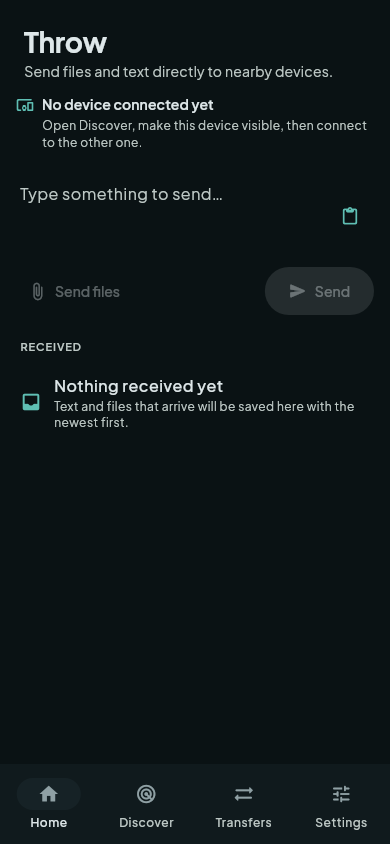 Throw
Send files and text directly to nearby devices.
No device connected yet
Open Discover, make this device visible, then connect
to the other one.
Type something to send…
Send files
Send
RECEIVED
Nothing received yet
Text and files that arrive will be saved here with the
newest first.
Home
Discover
Transfers
Settings